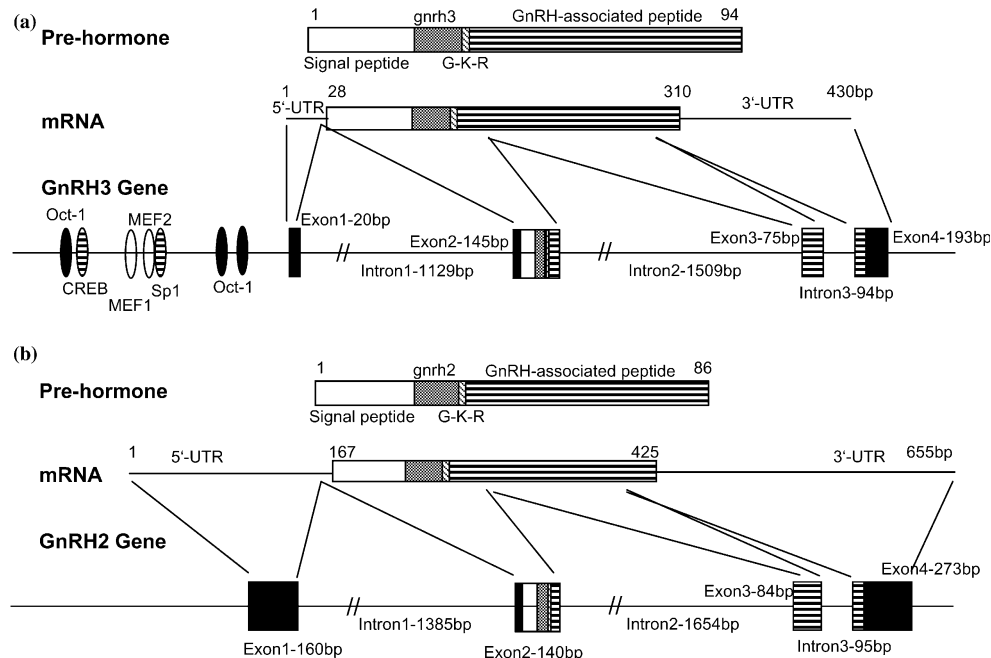 (a)
1 gnrh3 GnRH-associated peptide 94
Pre-hormone
Signal peptide G-K-R
1 28 310 3‘-UTR 430bp
5‘-UTR
mRNA
GnRH3 Gene
Oct-1 MEF2 Exon1-20bp
Exon2-145bp Exon3-75bp Exon4-193bp
CREB Sp1 Oct-1 Intron1-1129bp Intron2-1509bp
MEF1 Intron3-94bp
(b)
1 gnrh2 GnRH-associated peptide 86
Pre-hormone
Signal peptide G-K-R
1 5‘-UTR 167 425 3‘-UTR 655bp
mRNA
GnRH2 Gene
Exon4-273bp
Exon3-84bp
Intron1-1385bp Intron2-1654bp
Exon1-160bp Exon2-140bp Intron3-95bp